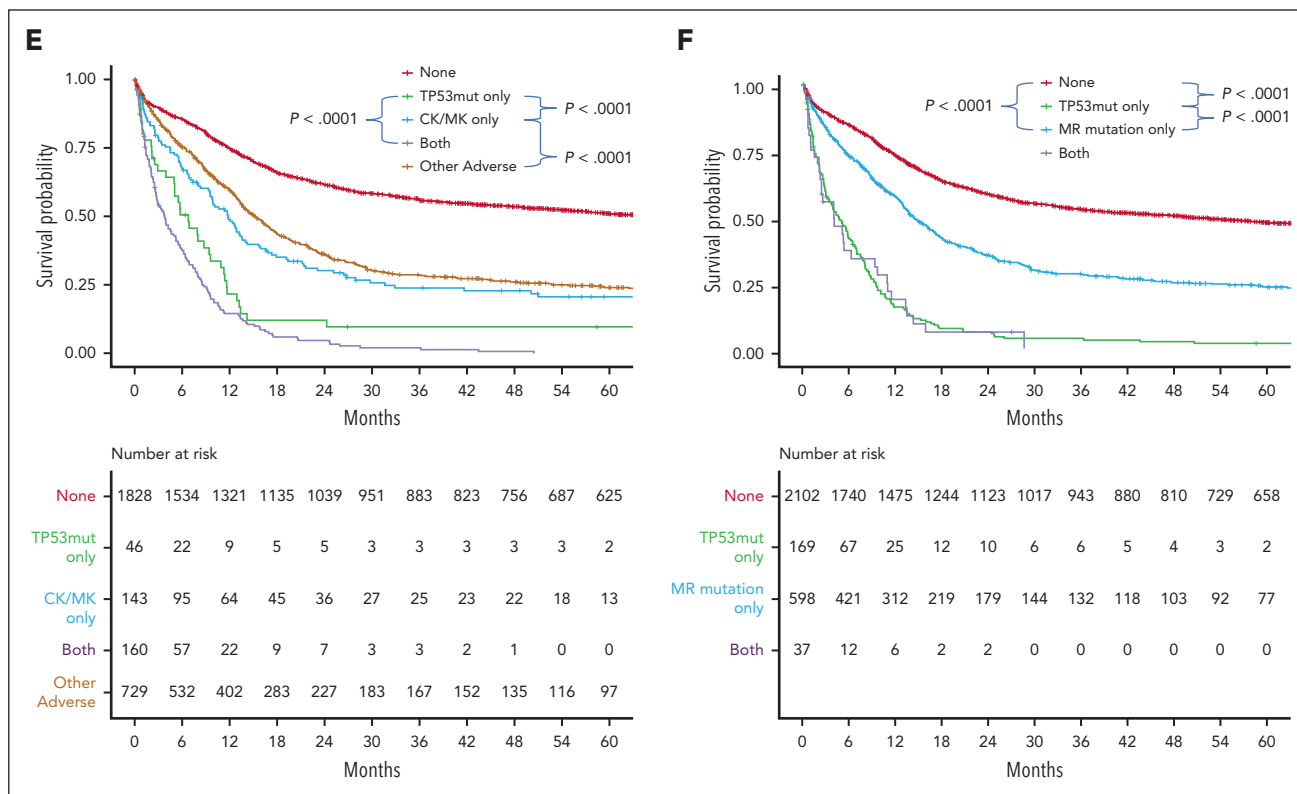 E
Survival probability
1.00
0.75
0.50
0.25
0.00
None
TP53mut only
CK/MK only
Both
Other Adverse
P < .0001
P < .0001
P < .0001
0 6 12 18 24 30 36 42 48 54 60
Months
Number at risk
None 1828 1534 1321 1135 1039 951 883 823 756 687 625
TP53mut
only
46 22 9 5 5 3 3 3 3 3 2
CK/MK
only
143 95 64 45 36 27 25 23 22 18 13
Both 160 57 22 9 7 3 3 2 1 0 0
Other
Adverse
729 532 402 283 227 183 167 152 135 116 97
0 6 12 18 24 30 36 42 48 54 60
Months
F
Survival probability
1.00
0.75
0.50
0.25
0.00
None
TP53mut only
MR mutation only
Both
P < .0001
P < .0001
P < .0001
0 6 12 18 24 30 36 42 48 54 60
Months
Number at risk
None 2102 1740 1475 1244 1123 1017 943 880 810 729 658
TP53mut
only
169 67 25 12 10 6 6 5 4 3 2
MR mutation
only
598 421 312 219 179 144 132 118 103 92 77
Both 37 12 6 2 2 0 0 0 0 0 0
0 6 12 18 24 30 36 42 48 54 60
Months